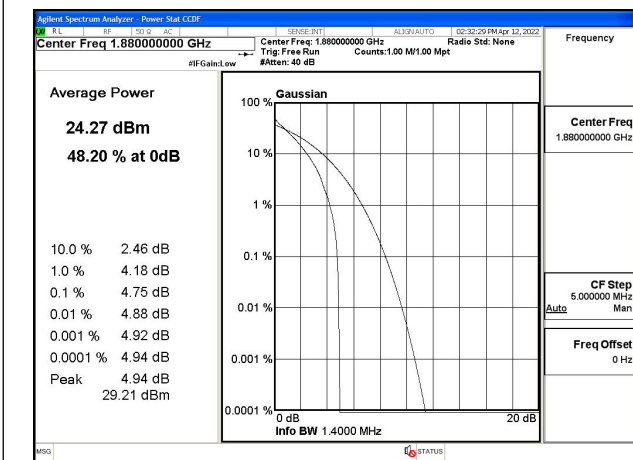 Agilent Spectrum Analyzer - Power Stat CCDF
RL RF 50 Ω AC SENSE:INT ALIGNAUTO 02:32:29 PM Apr 12, 2022
Center Freq 1.880000000 GHz
Center Freq: 1.880000000 GHz Radio Std: None
Trig: Free Run Counts:1.00 M/1.00 Mpt
#IFGain:Low #Atten: 40 dB
Frequency
Average Power
24.27 dBm
48.20 % at 0dB
10.0 % 2.46 dB
1.0 % 4.18 dB
0.1 % 4.75 dB
0.01 % 4.88 dB
0.001 % 4.92 dB
0.0001 % 4.94 dB
Peak 4.94 dB
29.21 dBm
Gaussian
100 %
10 %
1 %
0.1 %
0.01 %
0.001 %
0.0001 %
0 dB 20 dB
Info BW 1.4000 MHz
Center Freq
1.880000000 GHz
CF Step
5.000000 MHz
Auto Man
Freq Offset
0 Hz
MSG STATUS